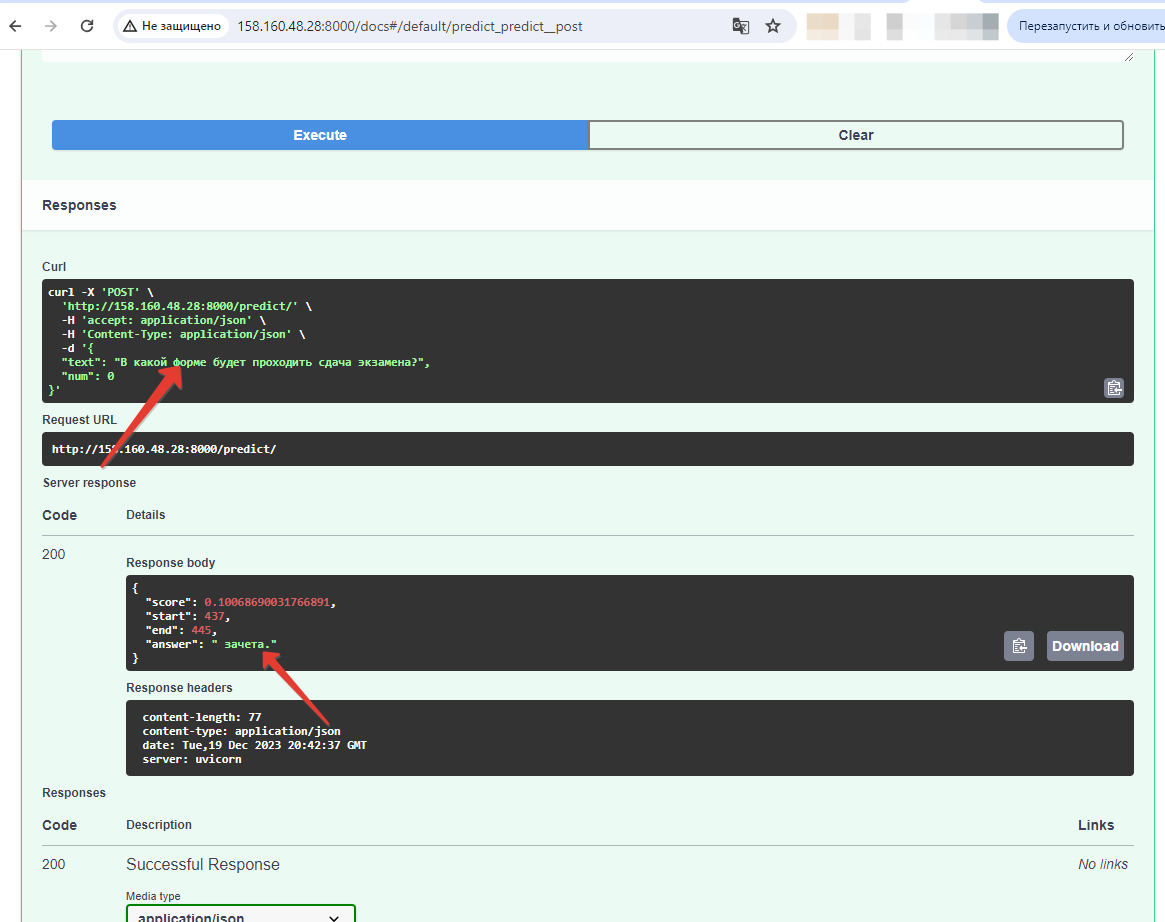 Не защищено 158.160.48.28:8000/docs#/default/predict_predict__post Перезапустить и обновить
Execute Clear
Responses
Curl
curl -X 'POST' \
'http://158.160.48.28:8000/predict/' \
-H 'accept: application/json' \
-H 'Content-Type: application/json' \
-d '{
"text": "В какой форме будет проходить сдача экзамена?",
"num": 0
}'
Request URL
http://158.160.48.28:8000/predict/
Server response
Code Details
200
Response body
{
"score": 0.10068690031766891,
"start": 437,
"end": 445,
"answer": " зачета."
}
Download
Response headers
content-length: 77
content-type: application/json
date: Tue,19 Dec 2023 20:42:37 GMT
server: uvicorn
Responses
Code Description Links
200 Successful Response No links
Media type
application/json